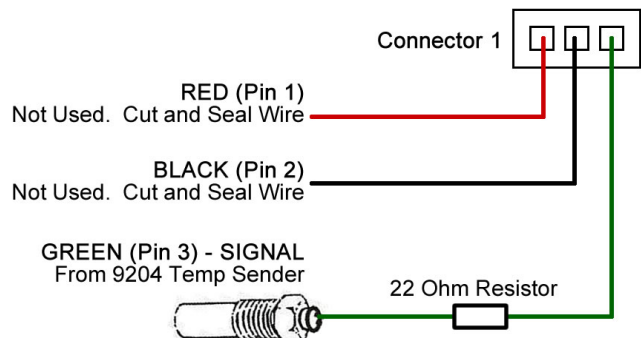 Connector 1
RED (Pin 1)
Not Used.  Cut and Seal Wire
BLACK (Pin 2)
Not Used.  Cut and Seal Wire
GREEN (Pin 3) - SIGNAL
From 9204 Temp Sender
22 Ohm Resistor